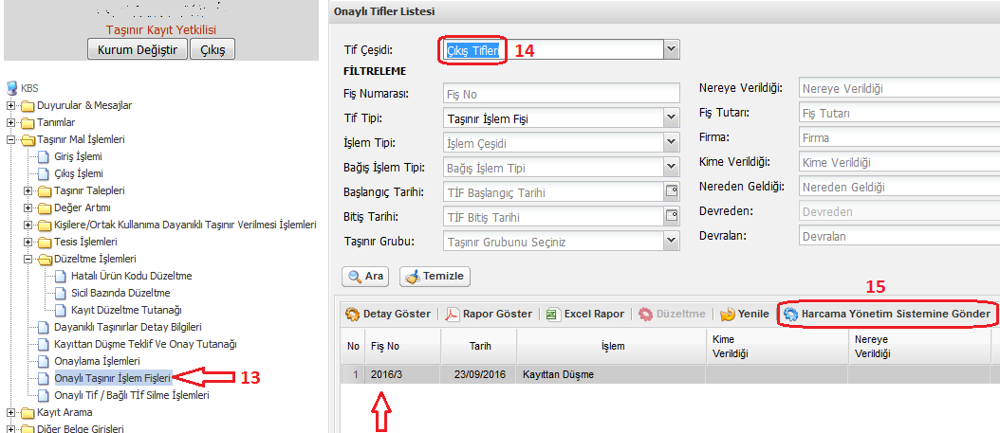 Taşınır Kayıt Yetkilisi
Kurum Değiştir
Çıkış
KBS
Duyurular & Mesajlar
Tanımlar
Taşınır Mal İşlemleri
Giriş İşlemi
Çıkış İşlemi
Taşınır Talepleri
Değer Artımı
Kişilere/Ortak Kullanıma Dayanıklı Taşınır Verilmesi İşlemleri
Tesis İşlemleri
Düzeltme İşlemleri
Hatalı Ürün Kodu Düzeltme
Sicil Bazında Düzeltme
Kayıt Düzeltme Tutanağı
Dayanıklı Taşınırlar Detay Bilgileri
Kayıttan Düşme Teklif Ve Onay Tutanağı
Onaylama İşlemleri
Onaylı Taşınır İşlem Fişleri 13
Onaylı Tif / Bağlı TİF Silme İşlemleri
Kayıt Arama
Diğer Belge Girişleri
Onaylı Tifler Listesi
Tif Çeşidi: Çıkış Tifleri 14
FİLTRELEME
Fiş Numarası: Fiş No
Tif Tipi: Taşınır İşlem Fişi
İşlem Tipi: İşlem Çeşidi
Bağış İşlem Tipi: Bağış İşlem Tipi
Başlangıç Tarihi: TİF Başlangıç Tarihi
Bitiş Tarihi: TİF Bitiş Tarihi
Taşınır Grubu: Taşınır Grubunu Seçiniz
Nereye Verildiği: Nereye Verildiği
Fiş Tutarı: Fiş Tutarı
Firma: Firma
Kime Verildiği: Kime Verildiği
Nereden Geldiği: Nereden Geldiği
Devreden: Devreden
Devralan: Devralan
Ara Temizle
15
Detay Göster Rapor Göster Excel Rapor Düzeltme Yenile Harcama Yönetim Sistemine Gönder
No Fiş No Tarih İşlem Kime Verildiği Nereye Verildiği
1 2016/3 23/09/2016 Kayıttan Düşme